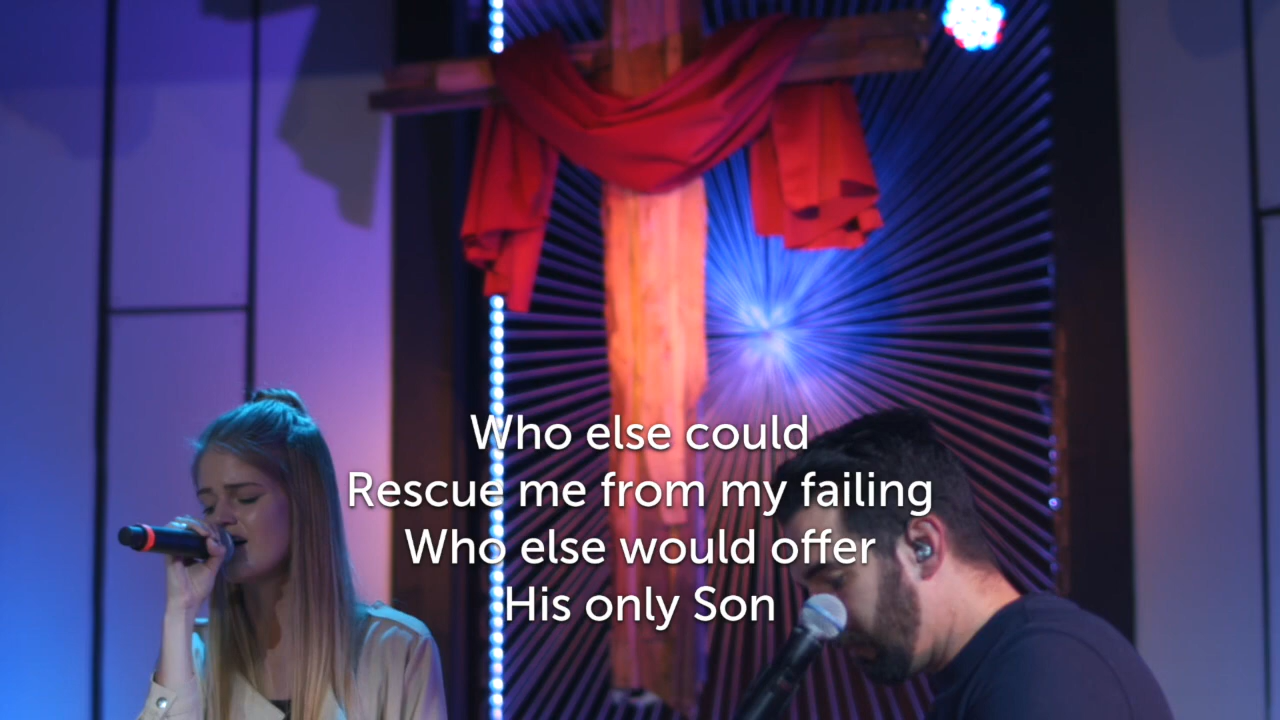 Who else could
Rescue me from my failing
Who else would offer
His only Son